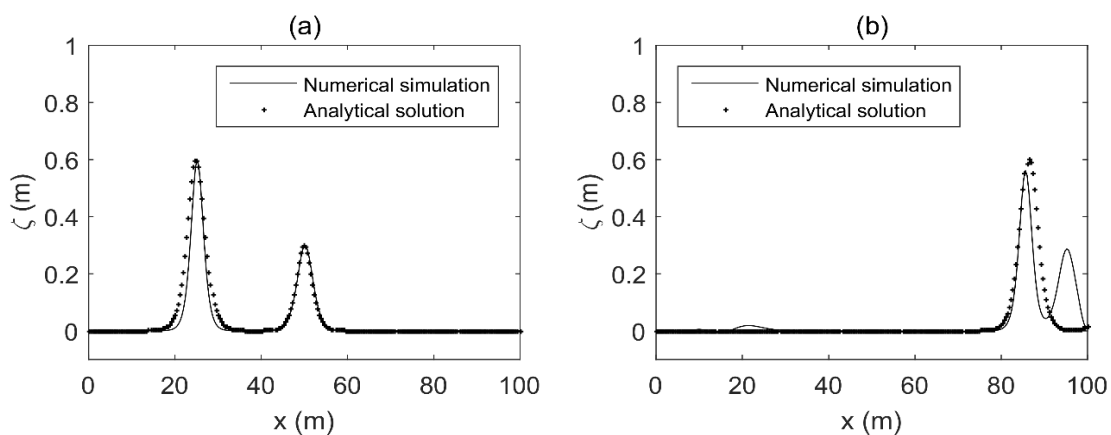 (a)
1
0.8
0.6
0.4
0.2
0
ζ (m)
Numerical simulation
Analytical solution
0 20 40 60 80 100
x (m)
(b)
1
0.8
0.6
0.4
0.2
0
ζ (m)
Numerical simulation
Analytical solution
0 20 40 60 80 100
x (m)